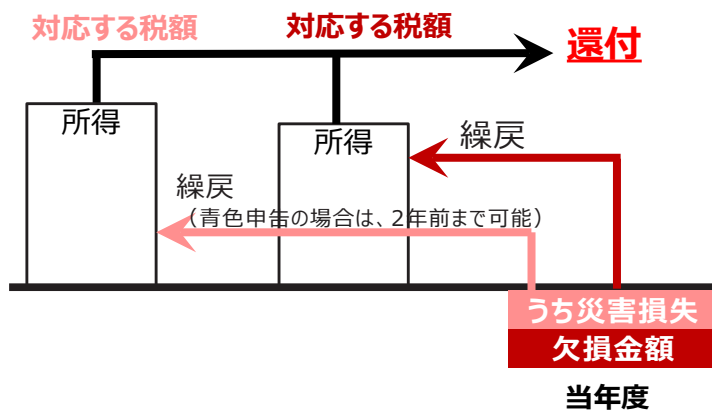 対応する税額
対応する税額
還付
所得
所得
繰戻
繰戻
（青色申告の場合は、2年前まで可能）
うち災害損失
欠損金額
当年度